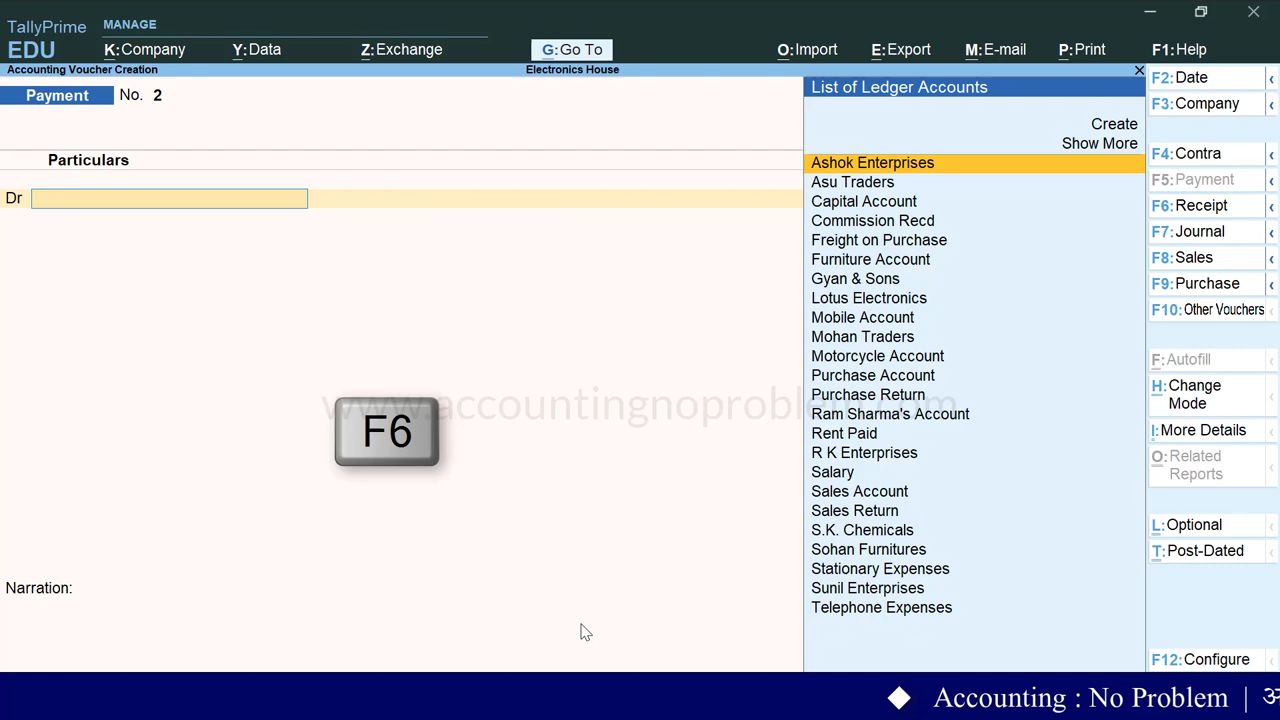 TallyPrime
EDU
MANAGE
K:Company
Y:Data
Z:Exchange
G:Go To
O:Import
E:Export
M:E-mail
P:Print
F1:Help
Accounting Voucher Creation
Electronics House
Payment No. 2
Particulars
Dr
F6
www.accountingnoproblem.com
Narration:
List of Ledger Accounts
Create
Show More
Ashok Enterprises
Asu Traders
Capital Account
Commission Recd
Freight on Purchase
Furniture Account
Gyan & Sons
Lotus Electronics
Mobile Account
Mohan Traders
Motorcycle Account
Purchase Account
Purchase Return
Ram Sharma's Account
Rent Paid
R K Enterprises
Salary
Sales Account
Sales Return
S.K. Chemicals
Sohan Furnitures
Stationary Expenses
Sunil Enterprises
Telephone Expenses
F2:Date
F3:Company
F4:Contra
F5:Payment
F6:Receipt
F7:Journal
F8:Sales
F9:Purchase
F10:Other Vouchers
F:Autofill
H:Change
Mode
I:More Details
O:Related
Reports
L:Optional
T:Post-Dated
F12:Configure
Accounting : No Problem |